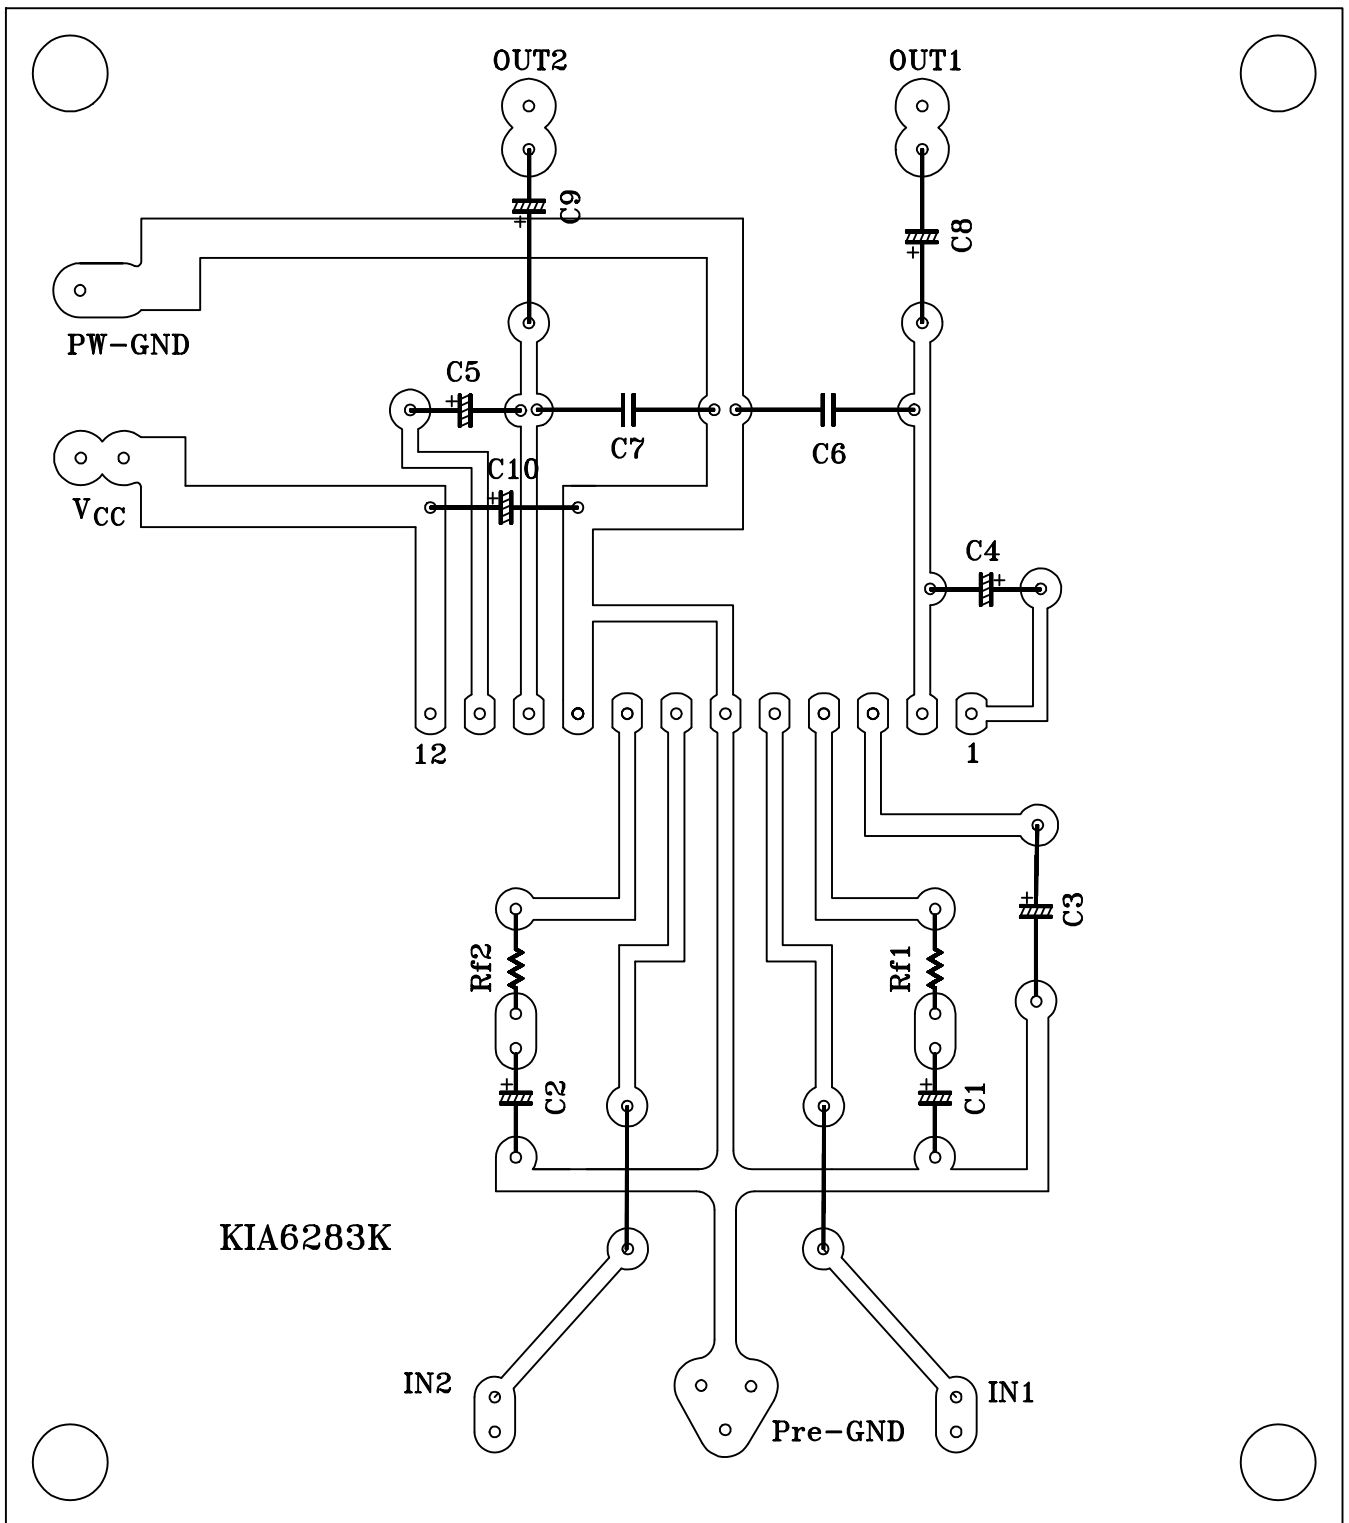 OUT2 OUT1
C9
C8
PW-GND
C5
C7 C6
C10
VCC
C4
12 1
C3
Rf2 Rf1
C2 C1
KIA6283K
IN2 IN1
Pre-GND